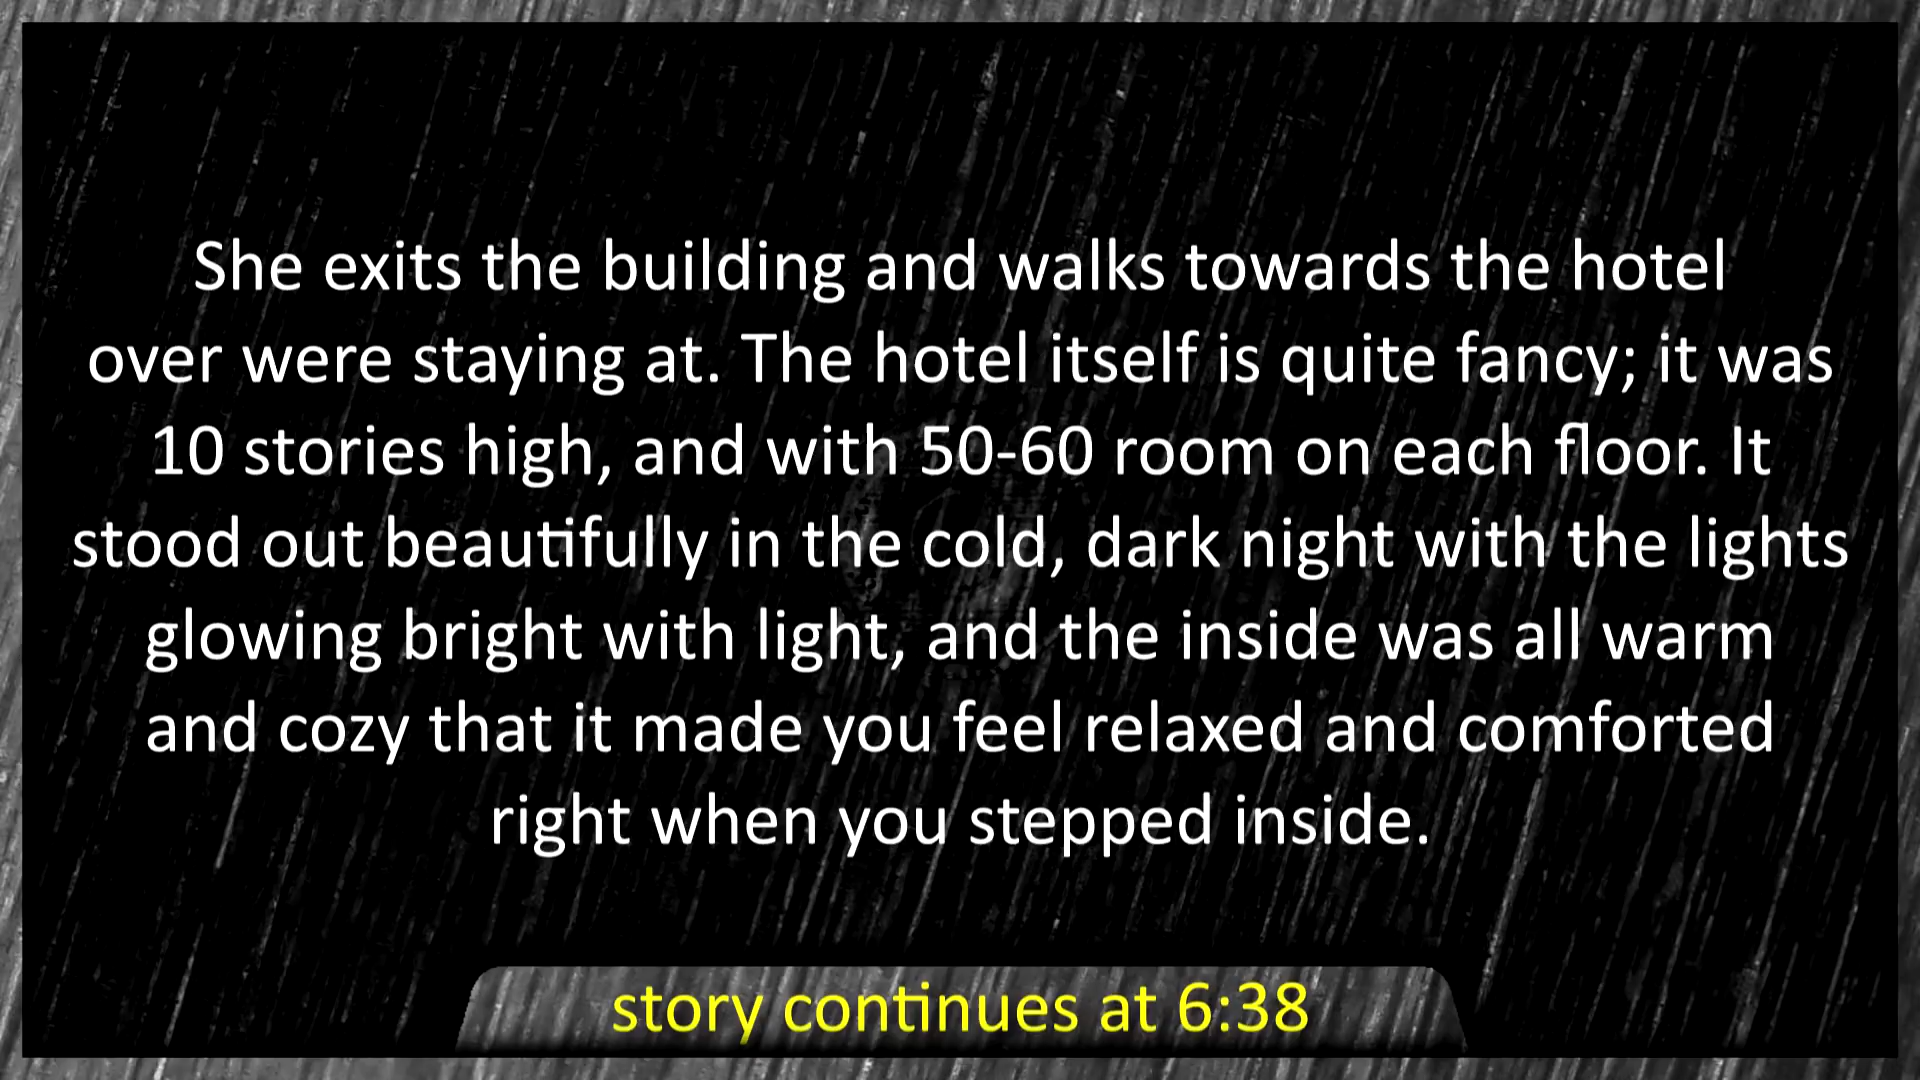 She exits the building and walks towards the hotel
over were staying at. The hotel itself is quite fancy; it was
10 stories high, and with 50-60 room on each floor. It
stood out beautifully in the cold, dark night with the lights
glowing bright with light, and the inside was all warm
and cozy that it made you feel relaxed and comforted
right when you stepped inside.
story continues at 6:38